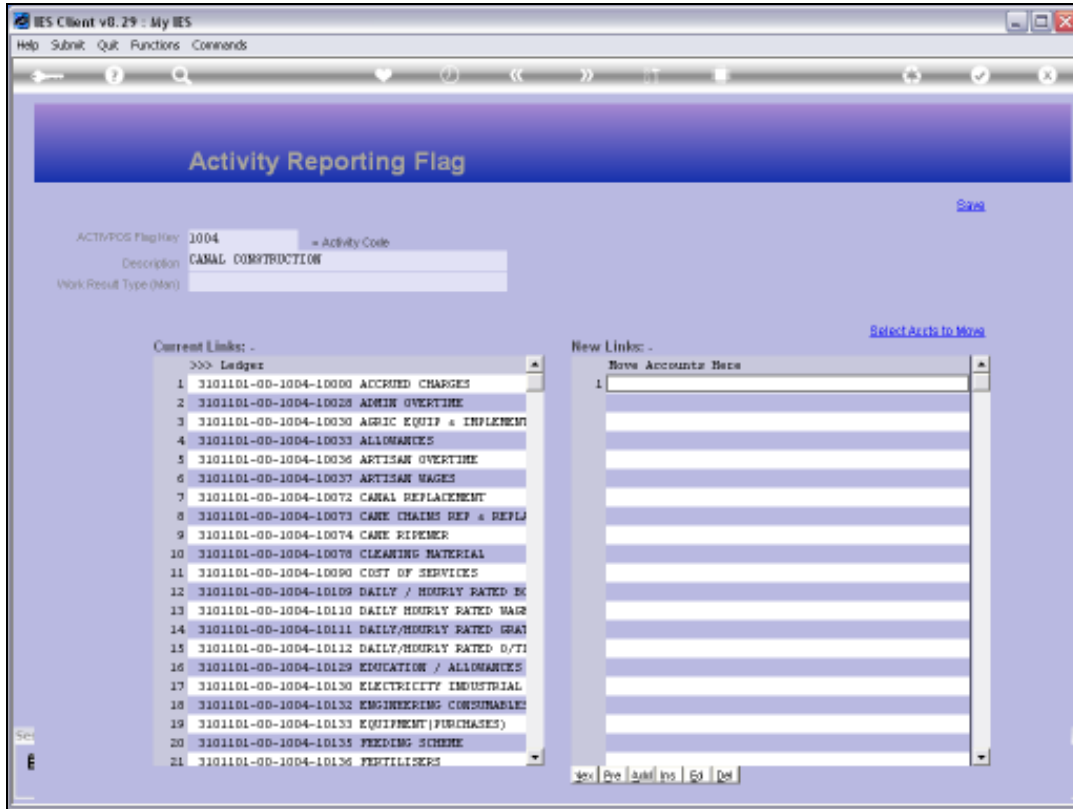 IES Client v8.29 : My IES
Help Submit Quit Functions Commands
Activity Reporting Flag
Save
ACTIVPOS Flag Key 1004 = Activity Code
Description CANAL CONSTRUCTION
Work Result Type (Man)
Select Accts to Move
Current Links: -
>>> Ledger
1 3101101-00-1004-10000 ACCRUED CHARGES
2 3101101-00-1004-10028 ADMIN OVERTIME
3 3101101-00-1004-10030 AGRIC EQUIP & IMPLEMENT
4 3101101-00-1004-10033 ALLOWANCES
5 3101101-00-1004-10036 ARTISAN OVERTIME
6 3101101-00-1004-10037 ARTISAN WAGES
7 3101101-00-1004-10072 CANAL REPLACEMENT
8 3101101-00-1004-10073 CANE CHAINS REP & REPLA
9 3101101-00-1004-10074 CANE RIPENER
10 3101101-00-1004-10078 CLEANING MATERIAL
11 3101101-00-1004-10090 COST OF SERVICES
12 3101101-00-1004-10109 DAILY / HOURLY RATED BO
13 3101101-00-1004-10110 DAILY HOURLY RATED WAGE
14 3101101-00-1004-10111 DAILY/HOURLY RATED GRAT
15 3101101-00-1004-10112 DAILY/HOURLY RATED O/TI
16 3101101-00-1004-10129 EDUCATION / ALLOWANCES
17 3101101-00-1004-10130 ELECTRICITY INDUSTRIAL
18 3101101-00-1004-10132 ENGINEERING CONSUMABLES
19 3101101-00-1004-10133 EQUIPMENT(PURCHASES)
20 3101101-00-1004-10135 FEEDING SCHEME
21 3101101-00-1004-10136 FERTILISERS
New Links: -
Move Accounts Here
1
Nex Pre Add Ins Ed Del
Ser